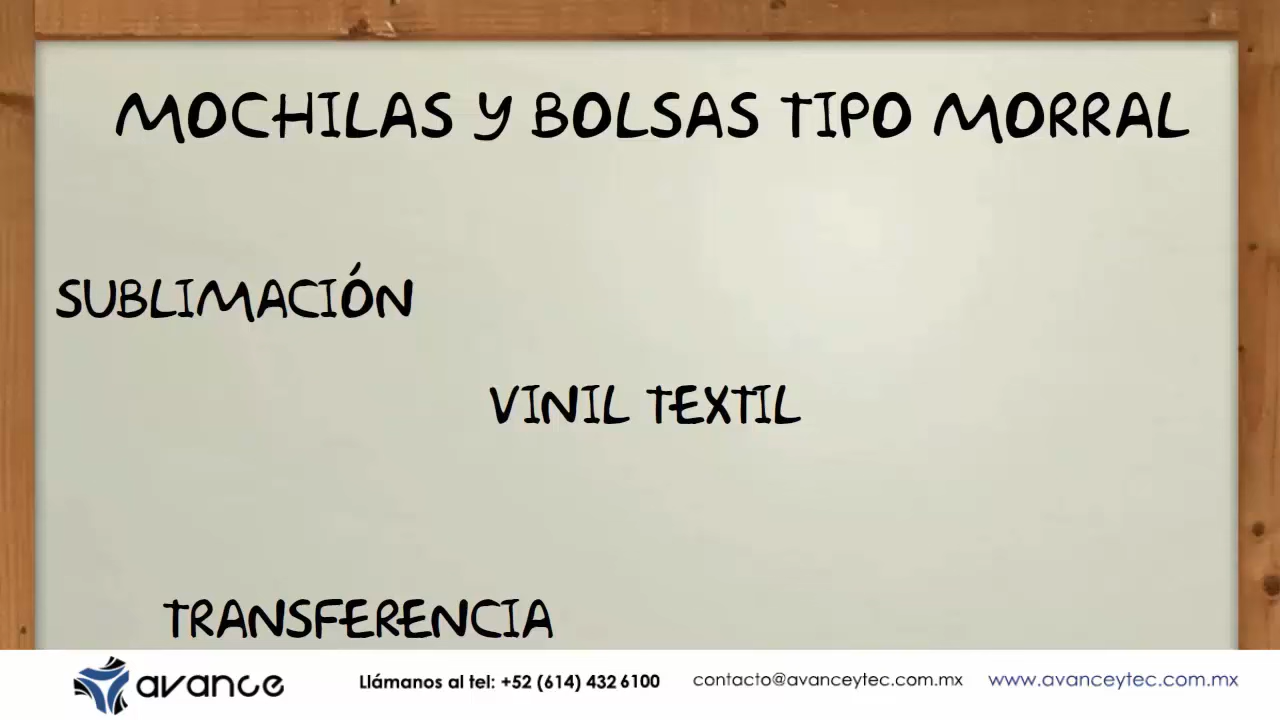 MOCHILAS Y BOLSAS TIPO MORRAL
SUBLIMACIÓN
VINIL TEXTIL
TRANSFERENCIA
avance
Llámanos al tel: +52 (614) 432 6100
contacto@avanceytec.com.mx
www.avanceytec.com.mx